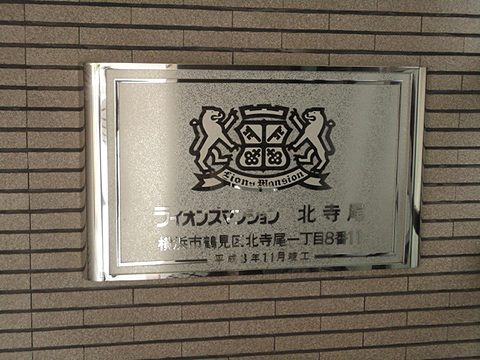 Lions Mansion
ライオンズマンション 北寺尾
横浜市鶴見区北寺尾一丁目8番11
平成3年11月竣工